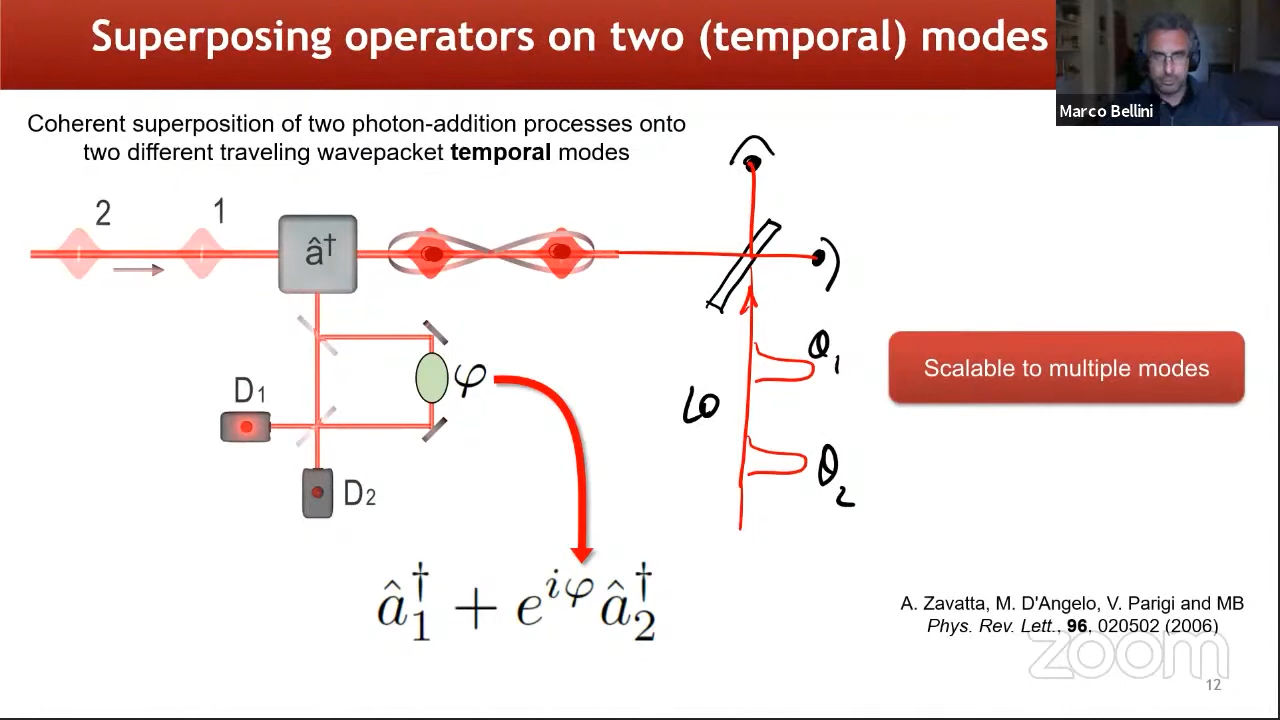 Superposing operators on two (temporal) modes
Marco Bellini
Coherent superposition of two photon-addition processes onto
two different traveling wavepacket temporal modes
2
1
â†
φ
D1
D2
LO
θ1
θ2
Scalable to multiple modes
â₁† + e^{iφ} â₂†
A. Zavatta, M. D'Angelo, V. Parigi and MB
Phys. Rev. Lett., 96, 020502 (2006)
zoom
12